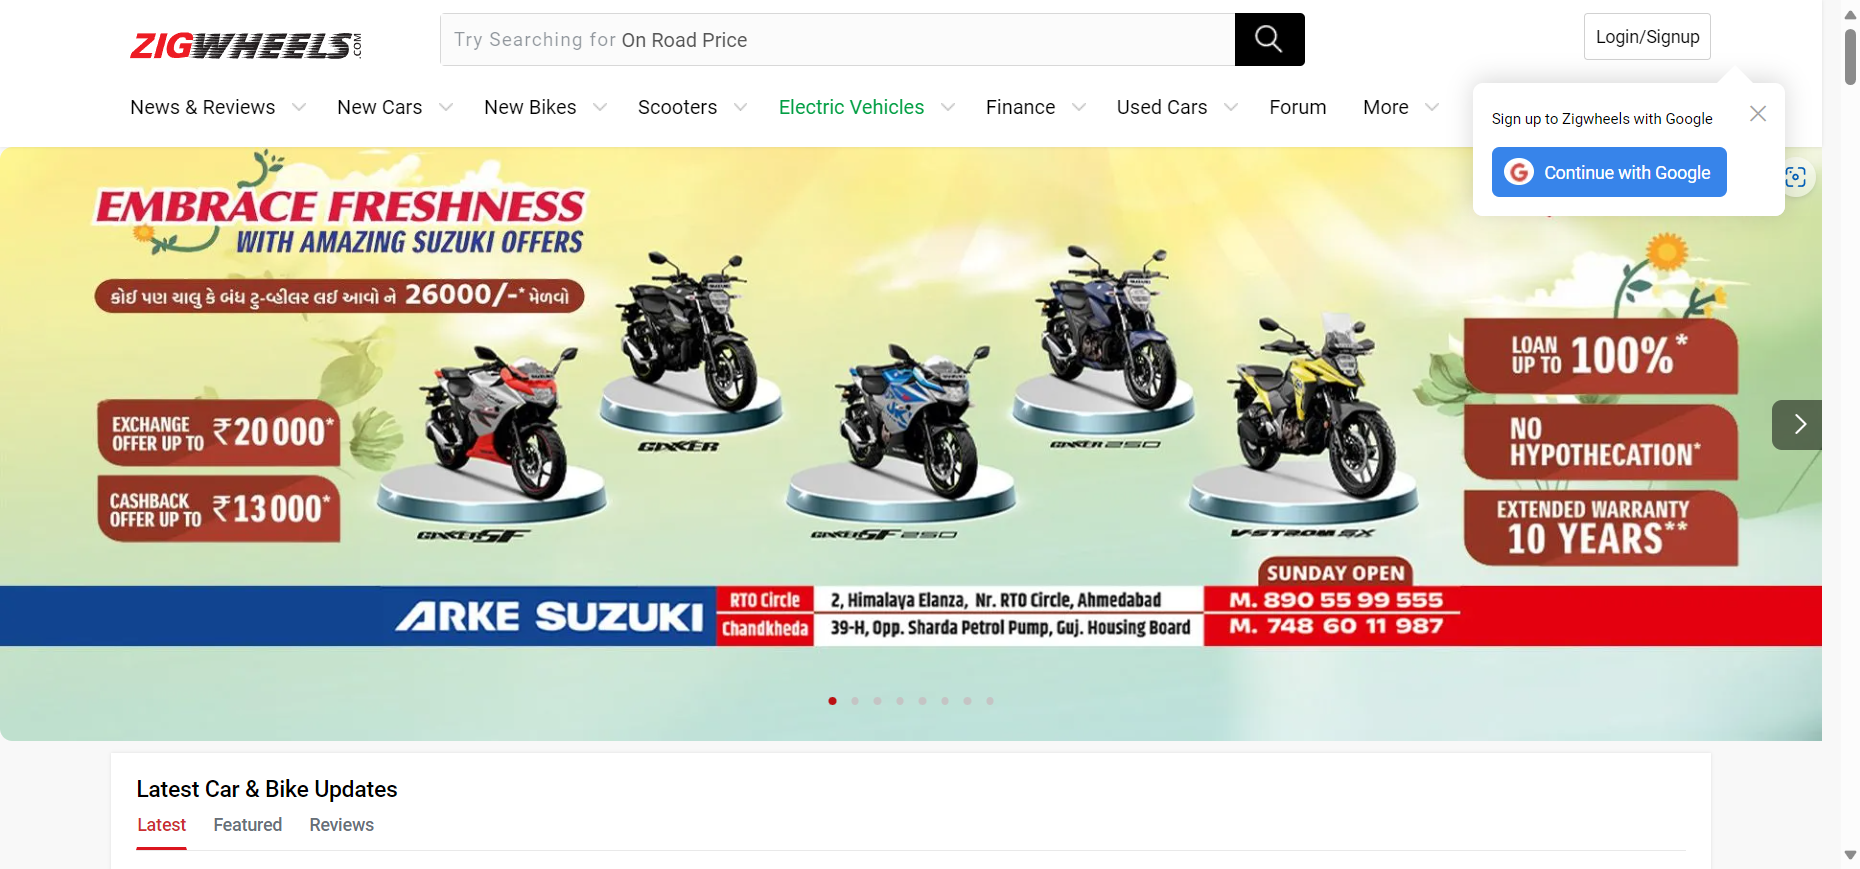 ZIGWHEELS.COM
Try Searching for On Road Price
Login/Signup
News & Reviews
New Cars
New Bikes
Scooters
Electric Vehicles
Finance
Used Cars
Forum
More
Sign up to Zigwheels with Google
Continue with Google
EMBRACE FRESHNESS
WITH AMAZING SUZUKI OFFERS
કોઈ પણ ચાલુ કે બંધ ટુ-વ્હીલર લઈ આવો ને 26000/-* મેળવો
EXCHANGE
OFFER UP TO ₹20000*
CASHBACK
OFFER UP TO ₹13000*
GIXXER SF
GIXXER
GIXXER SF 250
GIXXER 250
V-STROM SX
LOAN
UP TO 100%*
NO
HYPOTHECATION*
EXTENDED WARRANTY
10 YEARS**
SUNDAY OPEN
ARKE SUZUKI
RTO Circle
2, Himalaya Elanza, Nr. RTO Circle, Ahmedabad
M. 890 55 99 555
Chandkheda
39-H, Opp. Sharda Petrol Pump, Guj. Housing Board
M. 748 60 11 987
Latest Car & Bike Updates
Latest
Featured
Reviews